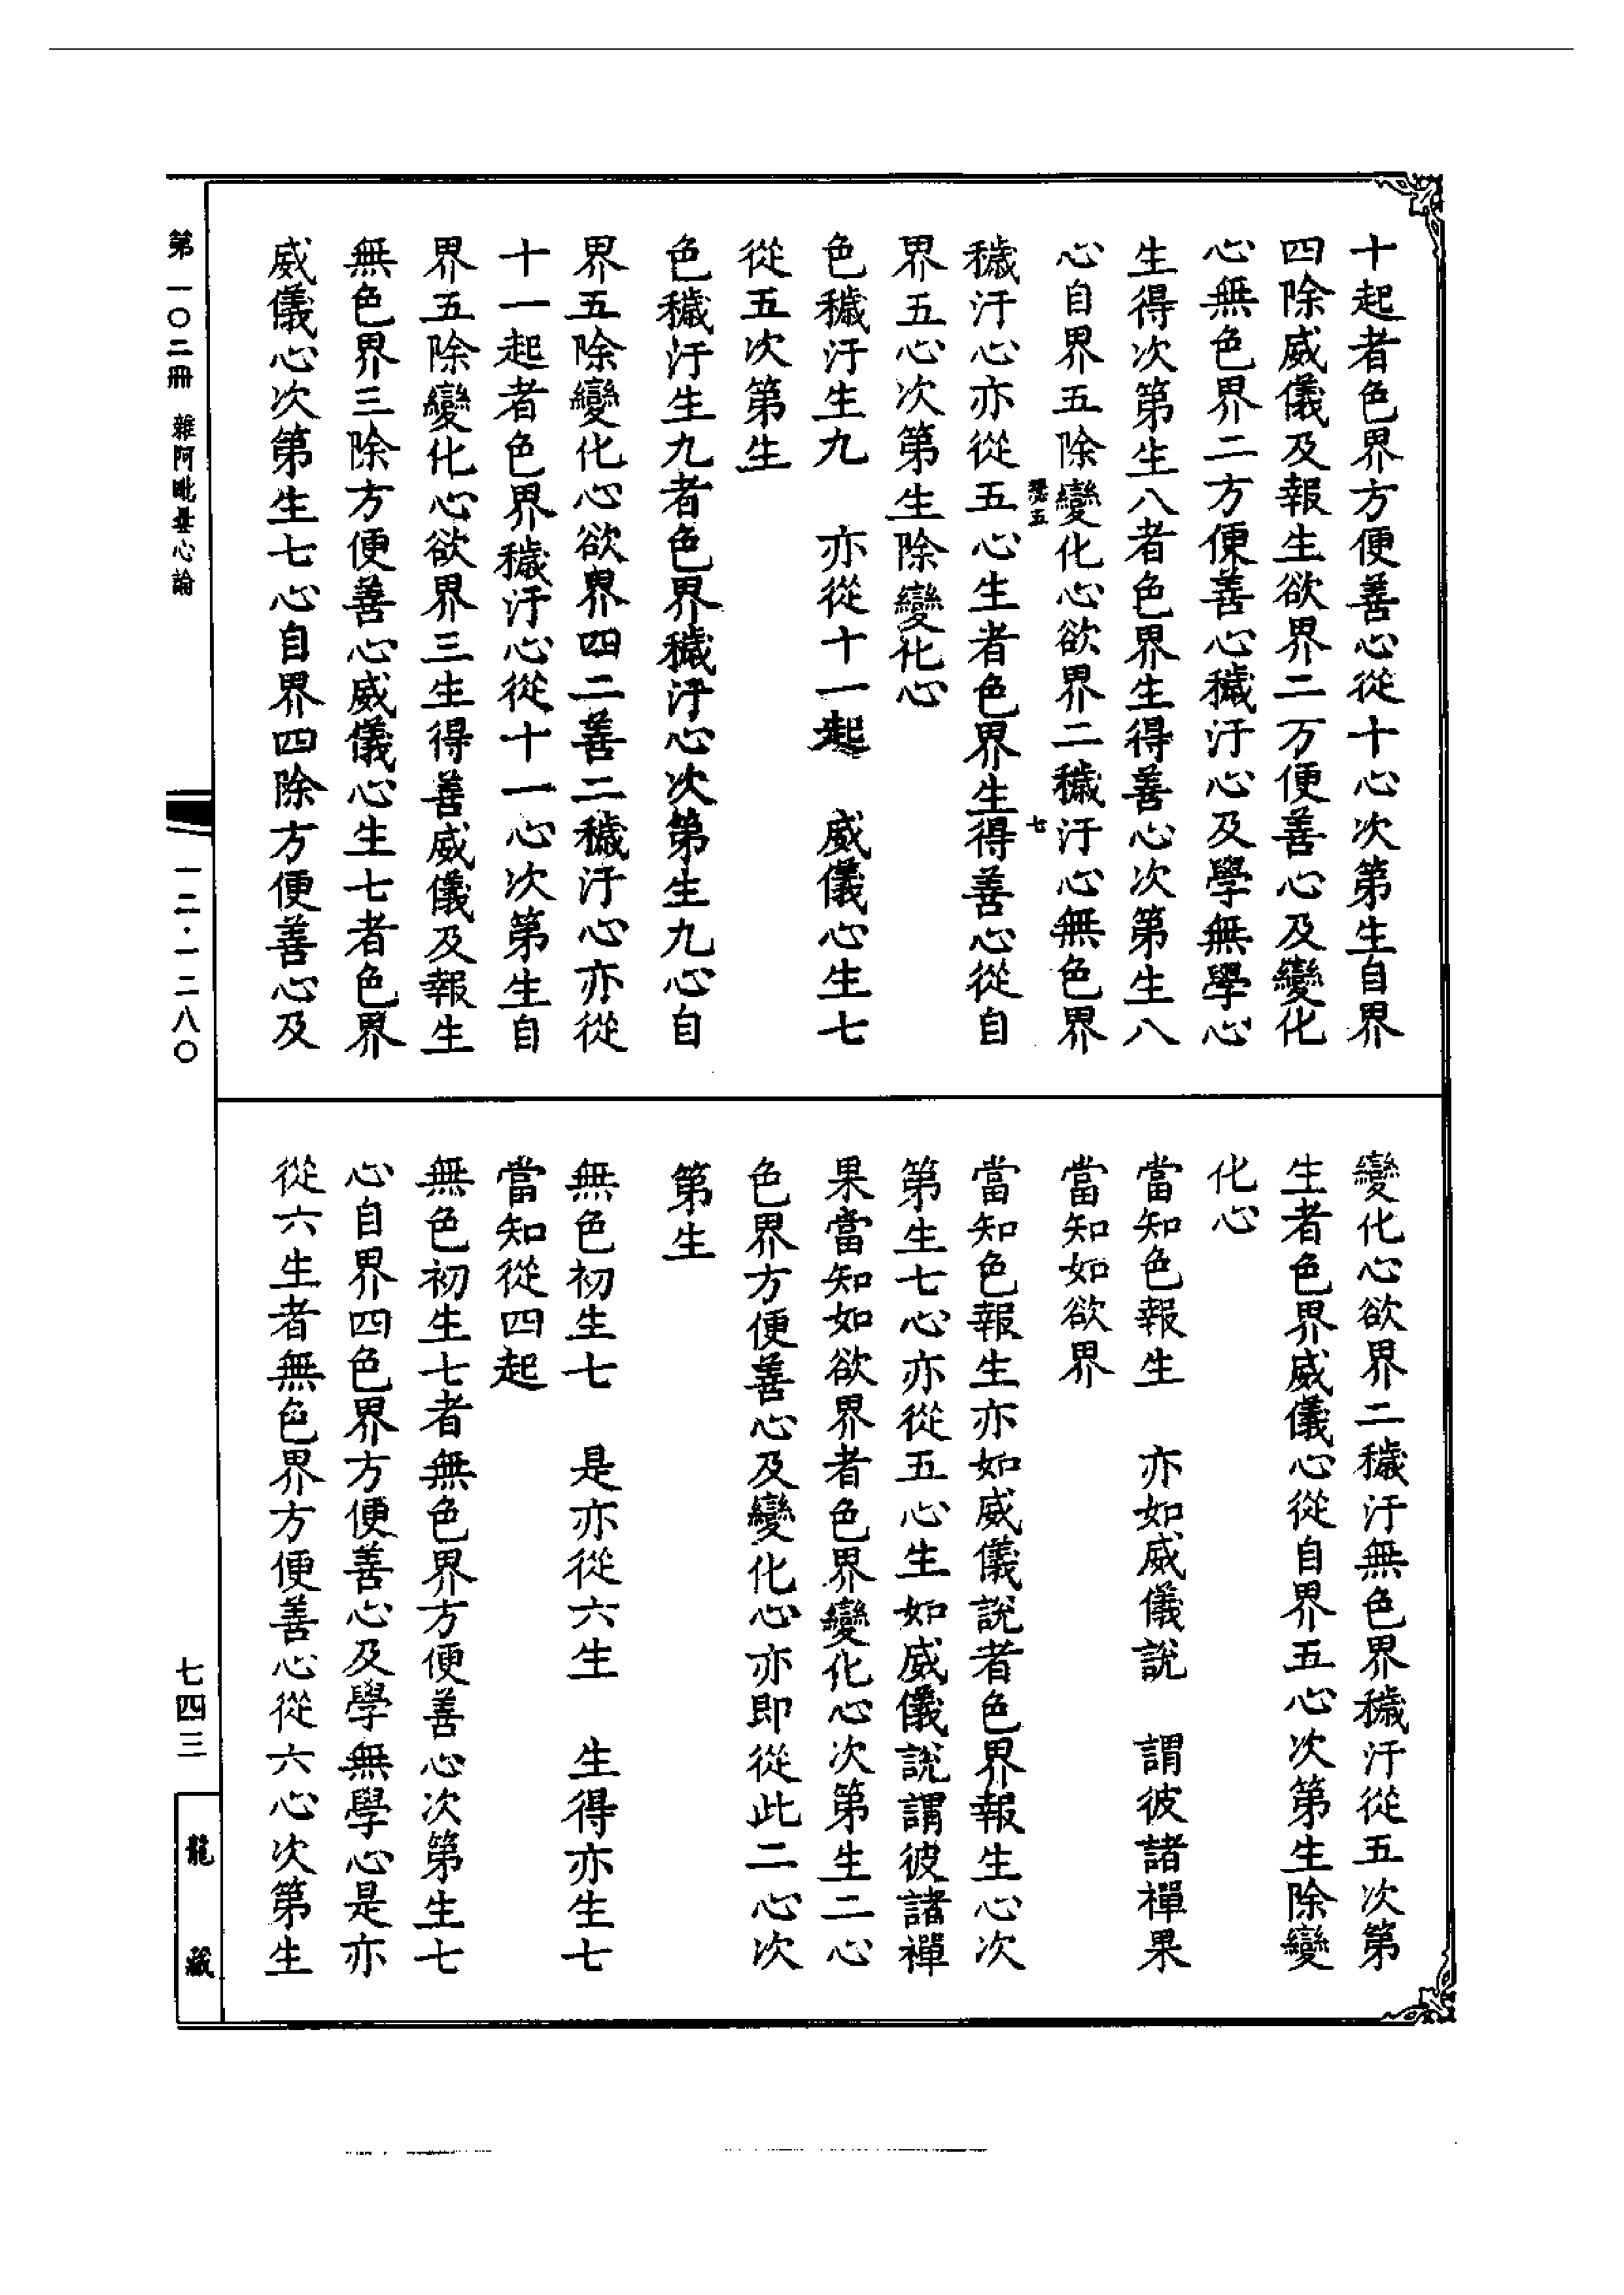 十起者色界方便善心從十心次第生自界
四除威儀及報生欲界二方便善心及變化
心無色界二方便善心穢汙心及學無學心
生得次第生八者色界生得善心次第生八
心自界五除變化心欲界二穢汙心無色界
穢汙心亦從五心生者色界生得善心從自
界五心次第生除變化心
色穢汙生九　亦從十一起　威儀心生七
從五次第生
色穢汙生九者色界穢汙心次第生九心自
界五除變化心欲界四二善二穢汙心亦從
十一起者色界穢汙心從十一心次第生自
界五除變化心欲界三生得善威儀及報生
無色界三除方便善心威儀心生七者色界
威儀心次第生七心自界四除方便善心及
變化心欲界二穢汙無色界穢汙從五次第
生者色界威儀心從自界五心次第生除變
化心
當知色報生　亦如威儀說　謂彼諸禪果
當知如欲界
當知色報生亦如威儀說者色界報生心次
第生七心亦從五心生如威儀說謂彼諸禪
果當知如欲界者色界變化心次第生二心
色界方便善心及變化心亦即從此二心次
第生
無色初生七　是亦從六生　生得亦生七
當知從四起
無色初生七者無色界方便善心次第生七
心自界四色界方便善心及學無學心是亦
從六生者無色界方便善心從六心次第生
第一〇二冊　雜阿毗曇心論
一二·一二八〇
七四三
龍藏